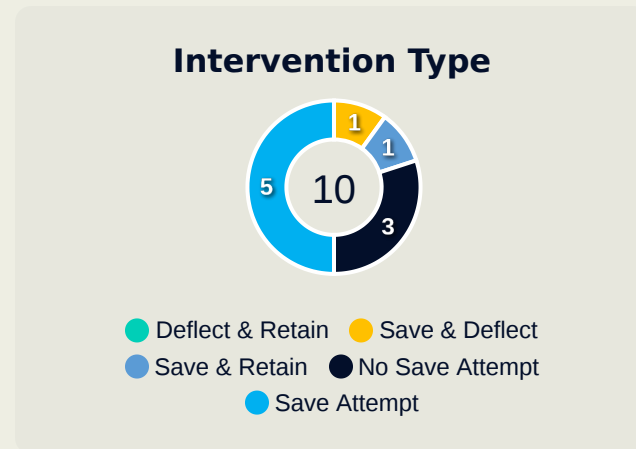 Intervention Type
1
1
5
10
3
Deflect & Retain Save & Deflect
Save & Retain No Save Attempt
Save Attempt